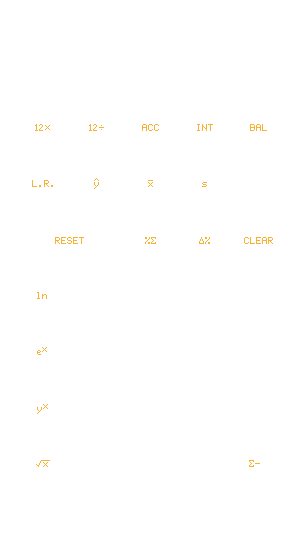 12× 12÷ ACC INT BAL
L.R. ŷ x̄ s
RESET %Σ Δ% CLEAR
ln
eˣ
yˣ
√x Σ−